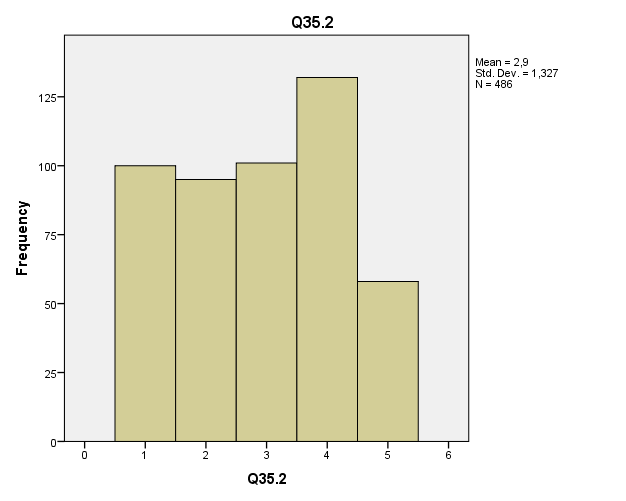 Q35.2
Mean = 2,9
Std. Dev. = 1,327
N = 486
125
100
75
50
25
0
Frequency
0 1 2 3 4 5 6
Q35.2